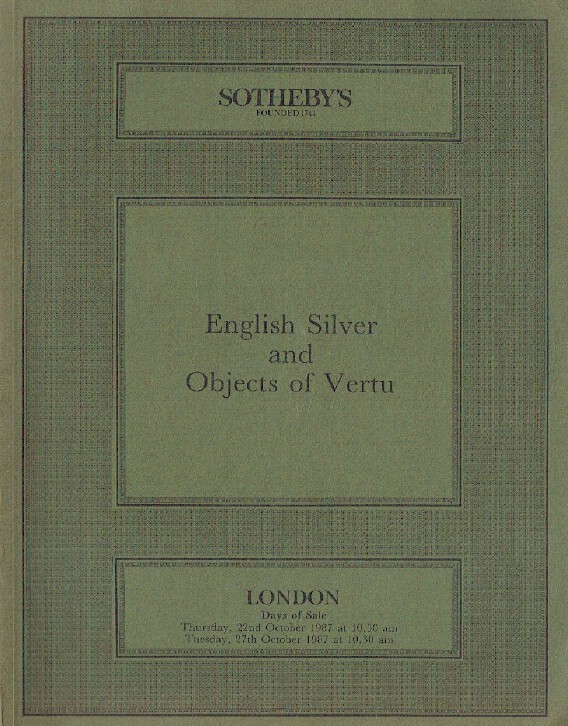 SOTHEBY'S
FOUNDED 1744
English Silver
and
Objects of Vertu
LONDON
Days of Sale
Thursday, 22nd October 1987 at 10.30 am
Tuesday, 27th October 1987 at 10.30 am